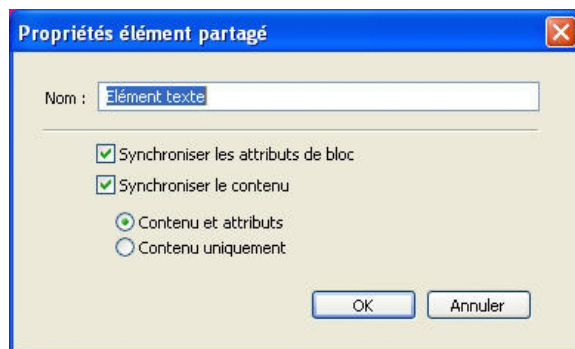 Propriétés élément partagé
Nom : Elément texte
Synchroniser les attributs de bloc
Synchroniser le contenu
Contenu et attributs
Contenu uniquement
OK Annuler